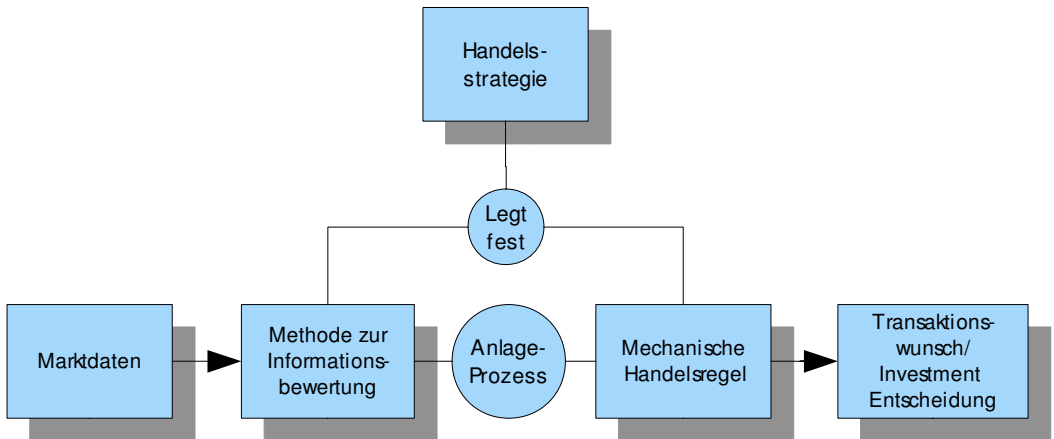 Handels-
strategie
Legt
fest
Marktdaten
Methode zur
Informations-
bewertung
Anlage-
Prozess
Mechanische
Handelsregel
Transaktions-
wunsch/
Investment
Entscheidung